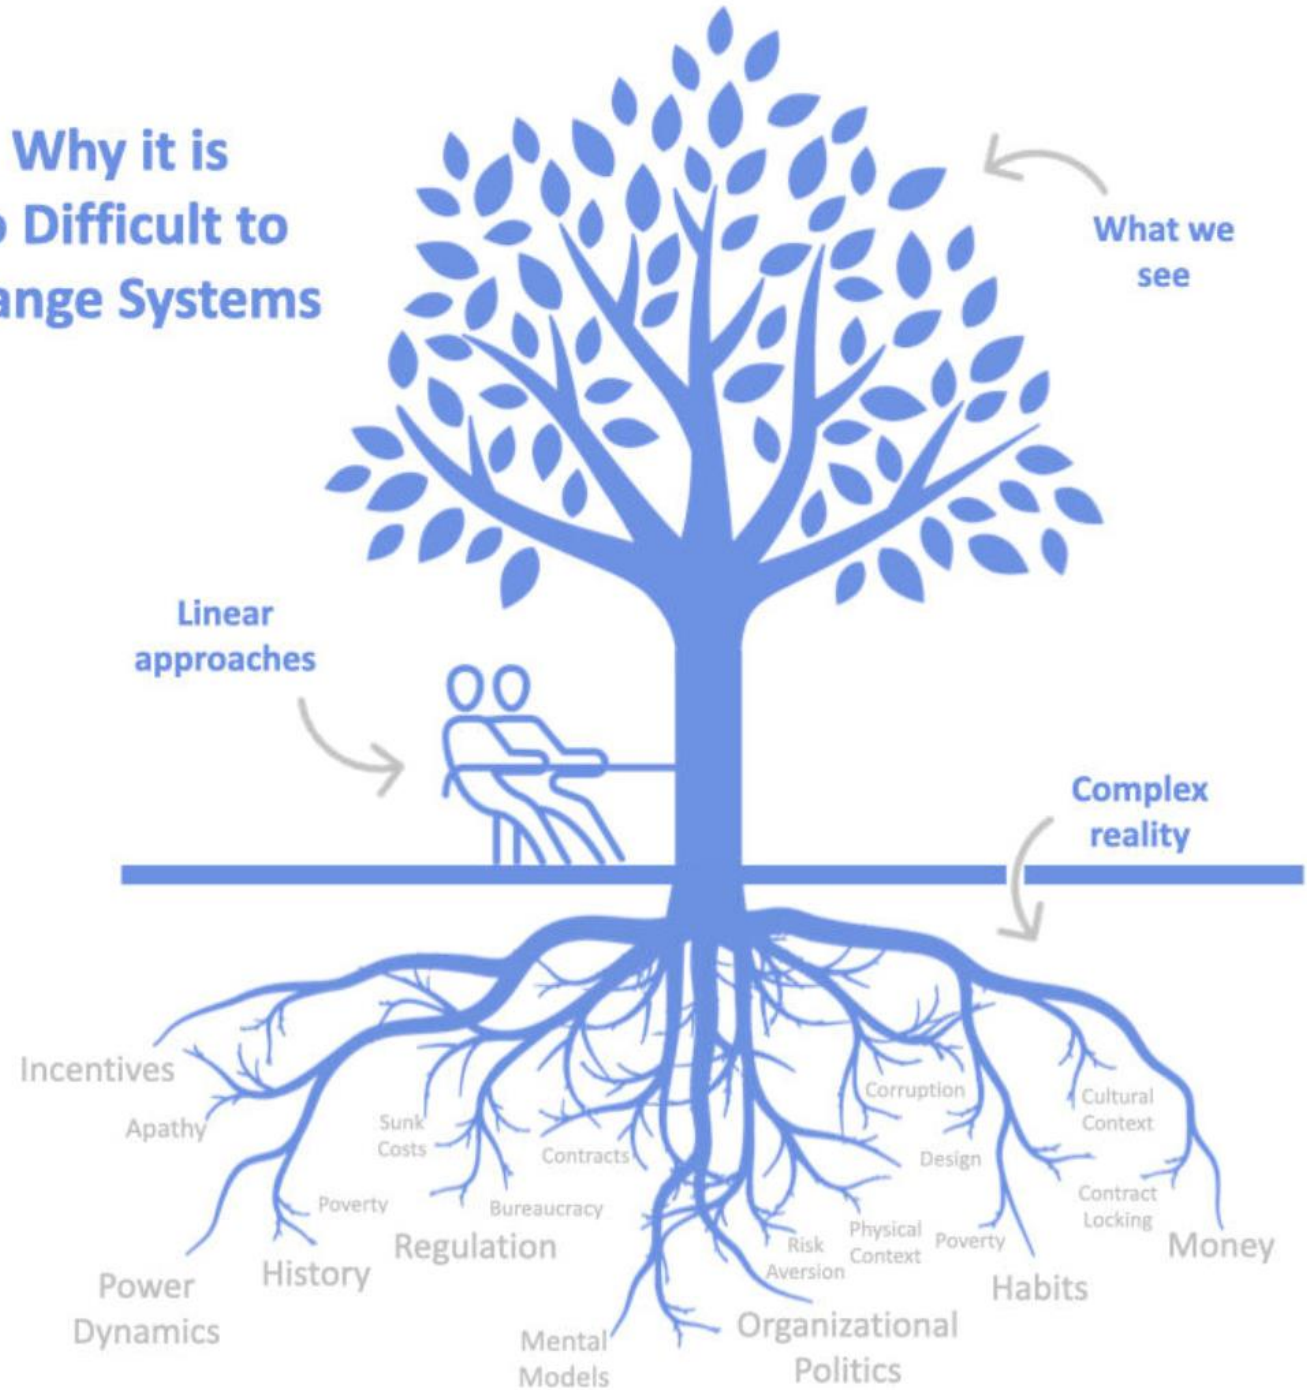 Why it is
o Difficult to
ange Systems
What we
see
Linear
approaches
Complex
reality
Incentives
Apathy
Sunk
Costs
Contracts
Corruption
Cultural
Context
Design
Poverty
Bureaucracy
Contract
Locking
Regulation
Risk
Aversion
Physical
Context
Poverty
Money
Power
Dynamics
History
Habits
Mental
Models
Organizational
Politics